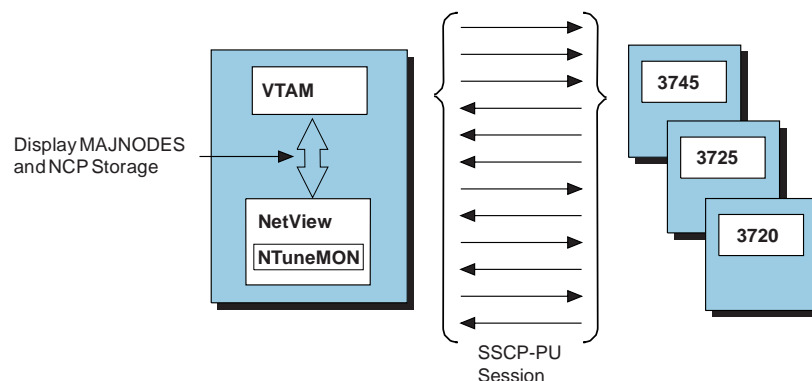 VTAM
Display MAJNODES
and NCP Storage
NetView
NTuneMON
SSCP-PU
Session
3745
3725
3720